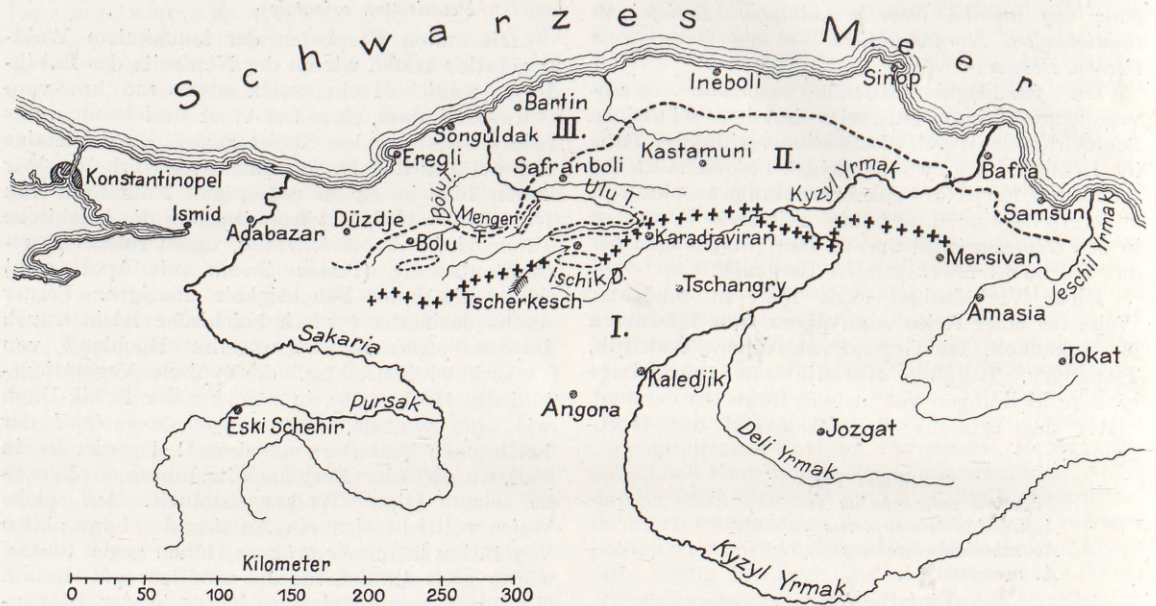 Schwarzes Meer
Sinop
Ineboli
Bantin
III.
Songuldak
Kastamuni
II.
Eregli
Safranboli
Bafra
Konstantinopel
Ulu
Kyzyl Yrmak
Ismid
Adabazar
Düzdje
Bolu
Mengen
Samsun
Bolu
Karadjaviran
Jeschil Yrmak
Mersivan
Tscherkesch
Ischik D.
Tschangry
Amasia
I
Sakaria
Tokat
Kaledjik
Pursak
Angora
Eski Schehir
Jozgat
Deli Yrmak
Kyzyl Yrmak
Kilometer
0 50 100 150 200 250 300